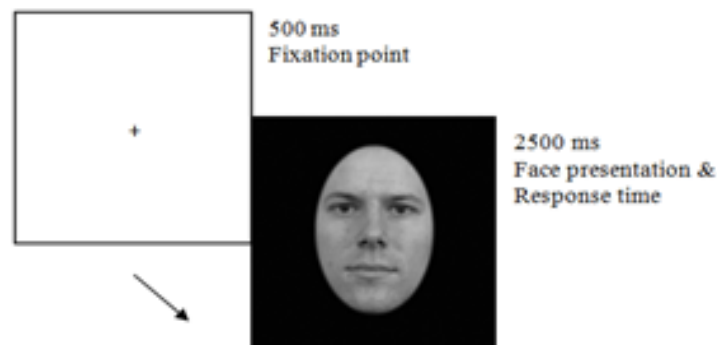 500 ms
Fixation point
+
2500 ms
Face presentation &
Response time